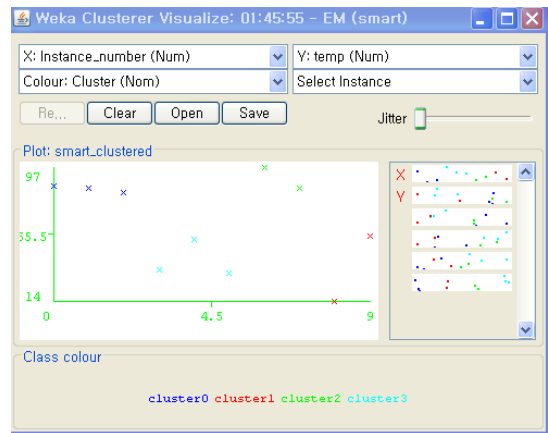 Weka Clusterer Visualize: 01:45:55 - EM (smart)
X: Instance_number (Num)
Y: temp (Num)
Colour: Cluster (Nom)
Select Instance
Re...
Clear
Open
Save
Jitter
Plot: smart_clustered
97
55.5
14
0
4.5
9
X
Y
Class colour
cluster0 cluster1 cluster2 cluster3